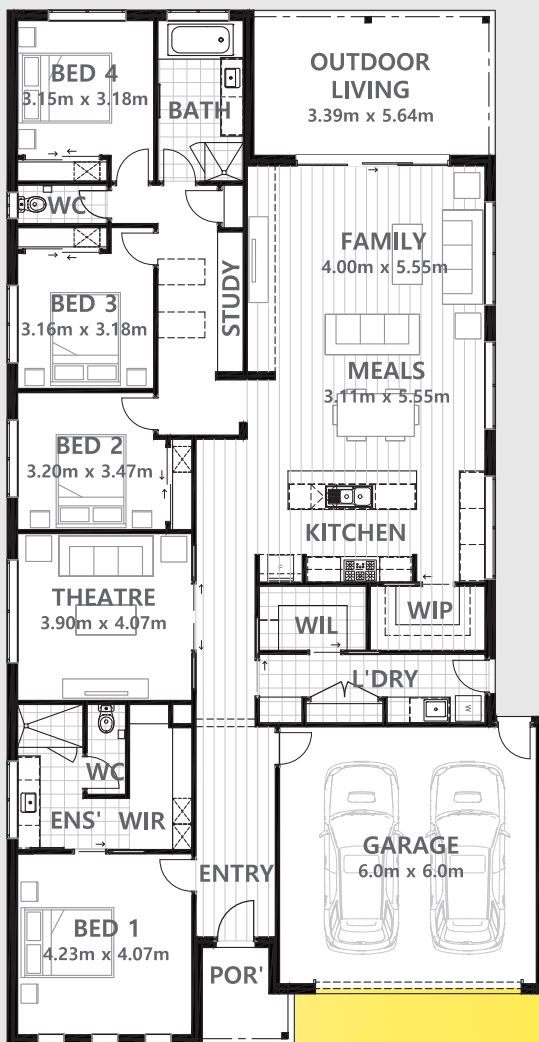 BED 4
3.15m x 3.18m
BATH
OUTDOOR
LIVING
3.39m x 5.64m
WC
FAMILY
4.00m x 5.55m
STUDY
BED 3
3.16m x 3.18m
MEALS
3.11m x 5.55m
BED 2
3.20m x 3.47m
KITCHEN
THEATRE
3.90m x 4.07m
WIL
WIP
L'DRY
W
WC
ENS'
WIR
GARAGE
6.0m x 6.0m
ENTRY
BED 1
4.23m x 4.07m
POR'